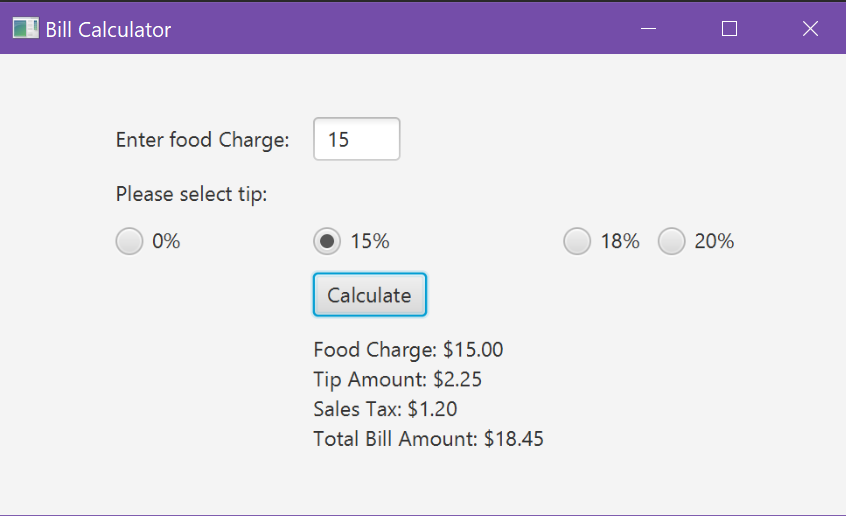 Bill Calculator
Enter food Charge: 15
Please select tip:
0% 15% 18% 20%
Calculate
Food Charge: $15.00
Tip Amount: $2.25
Sales Tax: $1.20
Total Bill Amount: $18.45